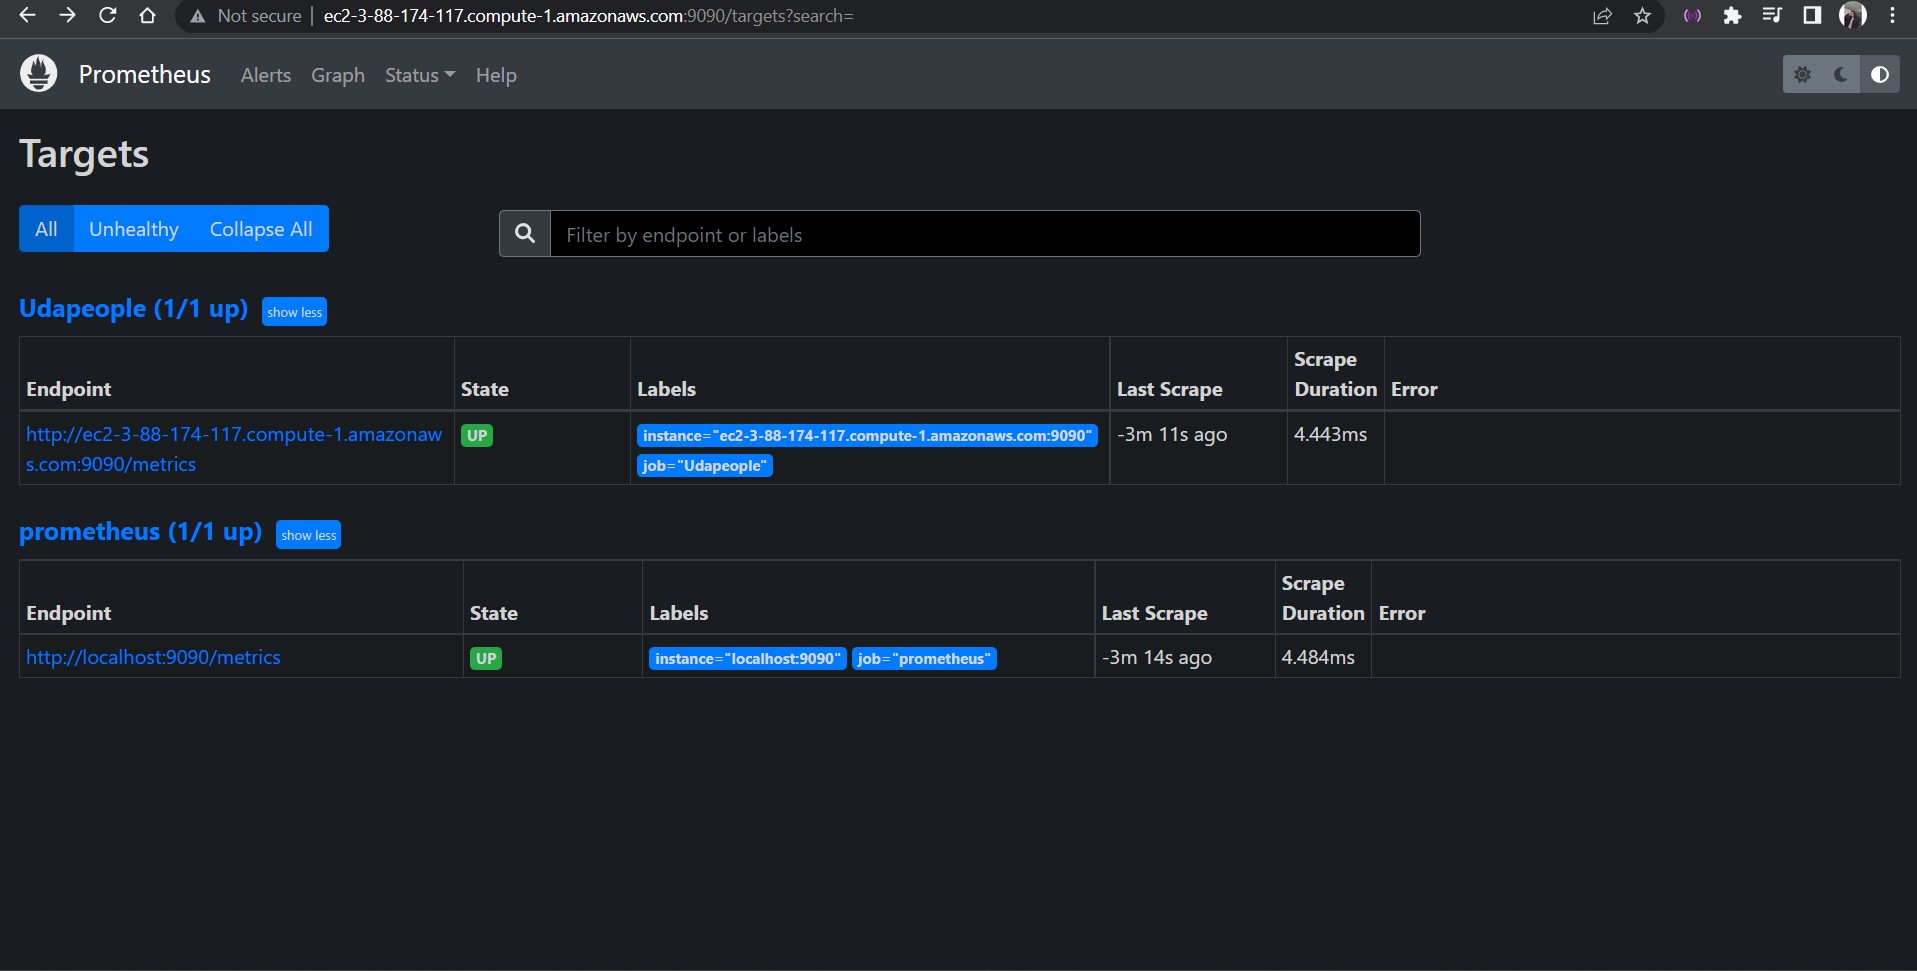 Not secure | ec2-3-88-174-117.compute-1.amazonaws.com:9090/targets?search=
Prometheus Alerts Graph Status Help
Targets
All Unhealthy Collapse All
Filter by endpoint or labels
Udapeople (1/1 up) show less
Scrape
Endpoint State Labels Last Scrape Duration Error
http://ec2-3-88-174-117.compute-1.amazonaw UP instance="ec2-3-88-174-117.compute-1.amazonaws.com:9090" -3m 11s ago 4.443ms
s.com:9090/metrics job="Udapeople"
prometheus (1/1 up) show less
Scrape
Endpoint State Labels Last Scrape Duration Error
http://localhost:9090/metrics UP instance="localhost:9090" job="prometheus" -3m 14s ago 4.484ms